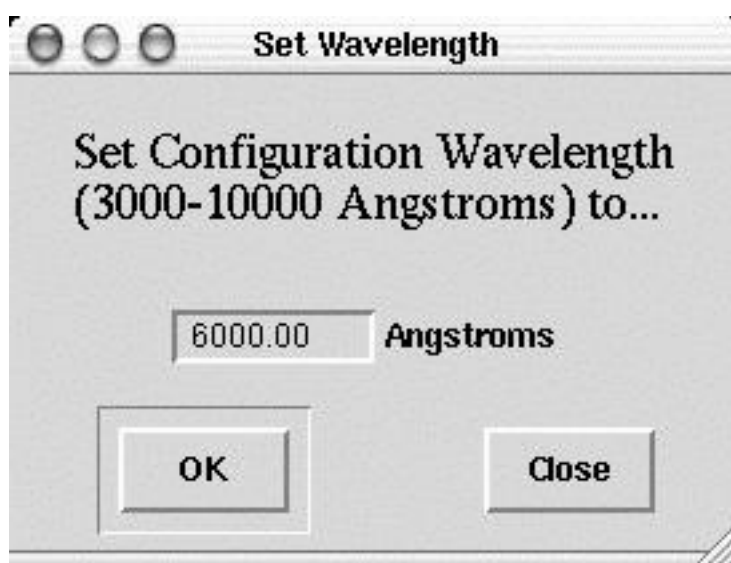 Set Wavelength
Set Configuration Wavelength
(3000-10000 Angstroms) to...
6000.00 Angstroms
OK Close